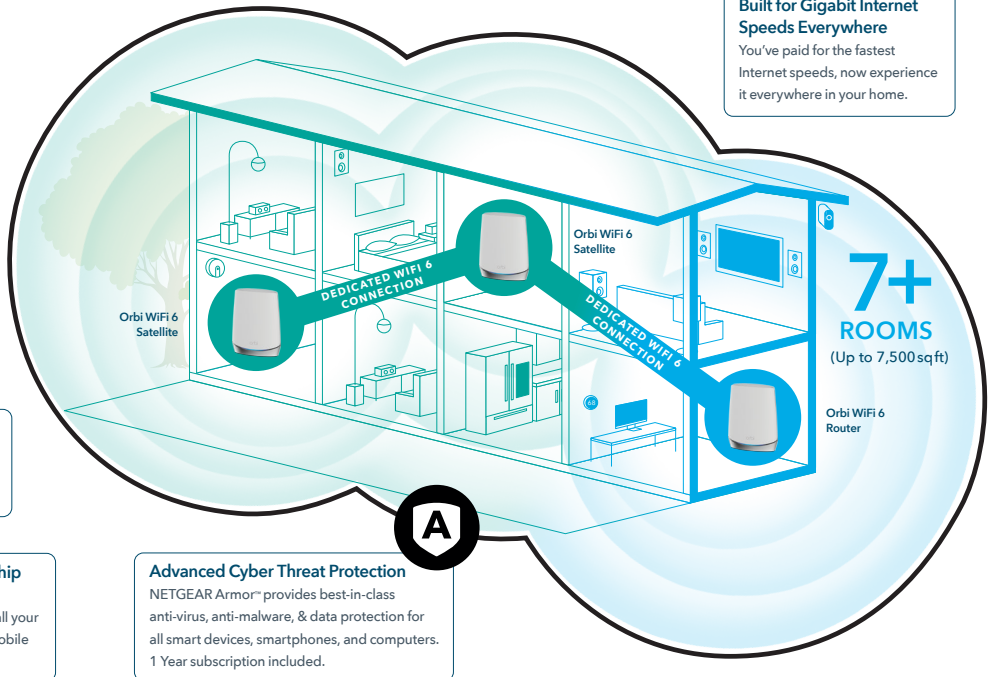 Built for Gigabit Internet
Speeds Everywhere
You've paid for the fastest
Internet speeds, now experience
it everywhere in your home.
Orbi WiFi 6
Satellite
DEDICATED WIFI 6
CONNECTION
Orbi WiFi 6
Satellite
DEDICATED WIFI 6
CONNECTION
7+
ROOMS
(Up to 7,500 sq ft)
68
Orbi WiFi 6
Router
A
hip
all your
obile
Advanced Cyber Threat Protection
NETGEAR Armor™ provides best-in-class
anti-virus, anti-malware, & data protection for
all smart devices, smartphones, and computers.
1 Year subscription included.